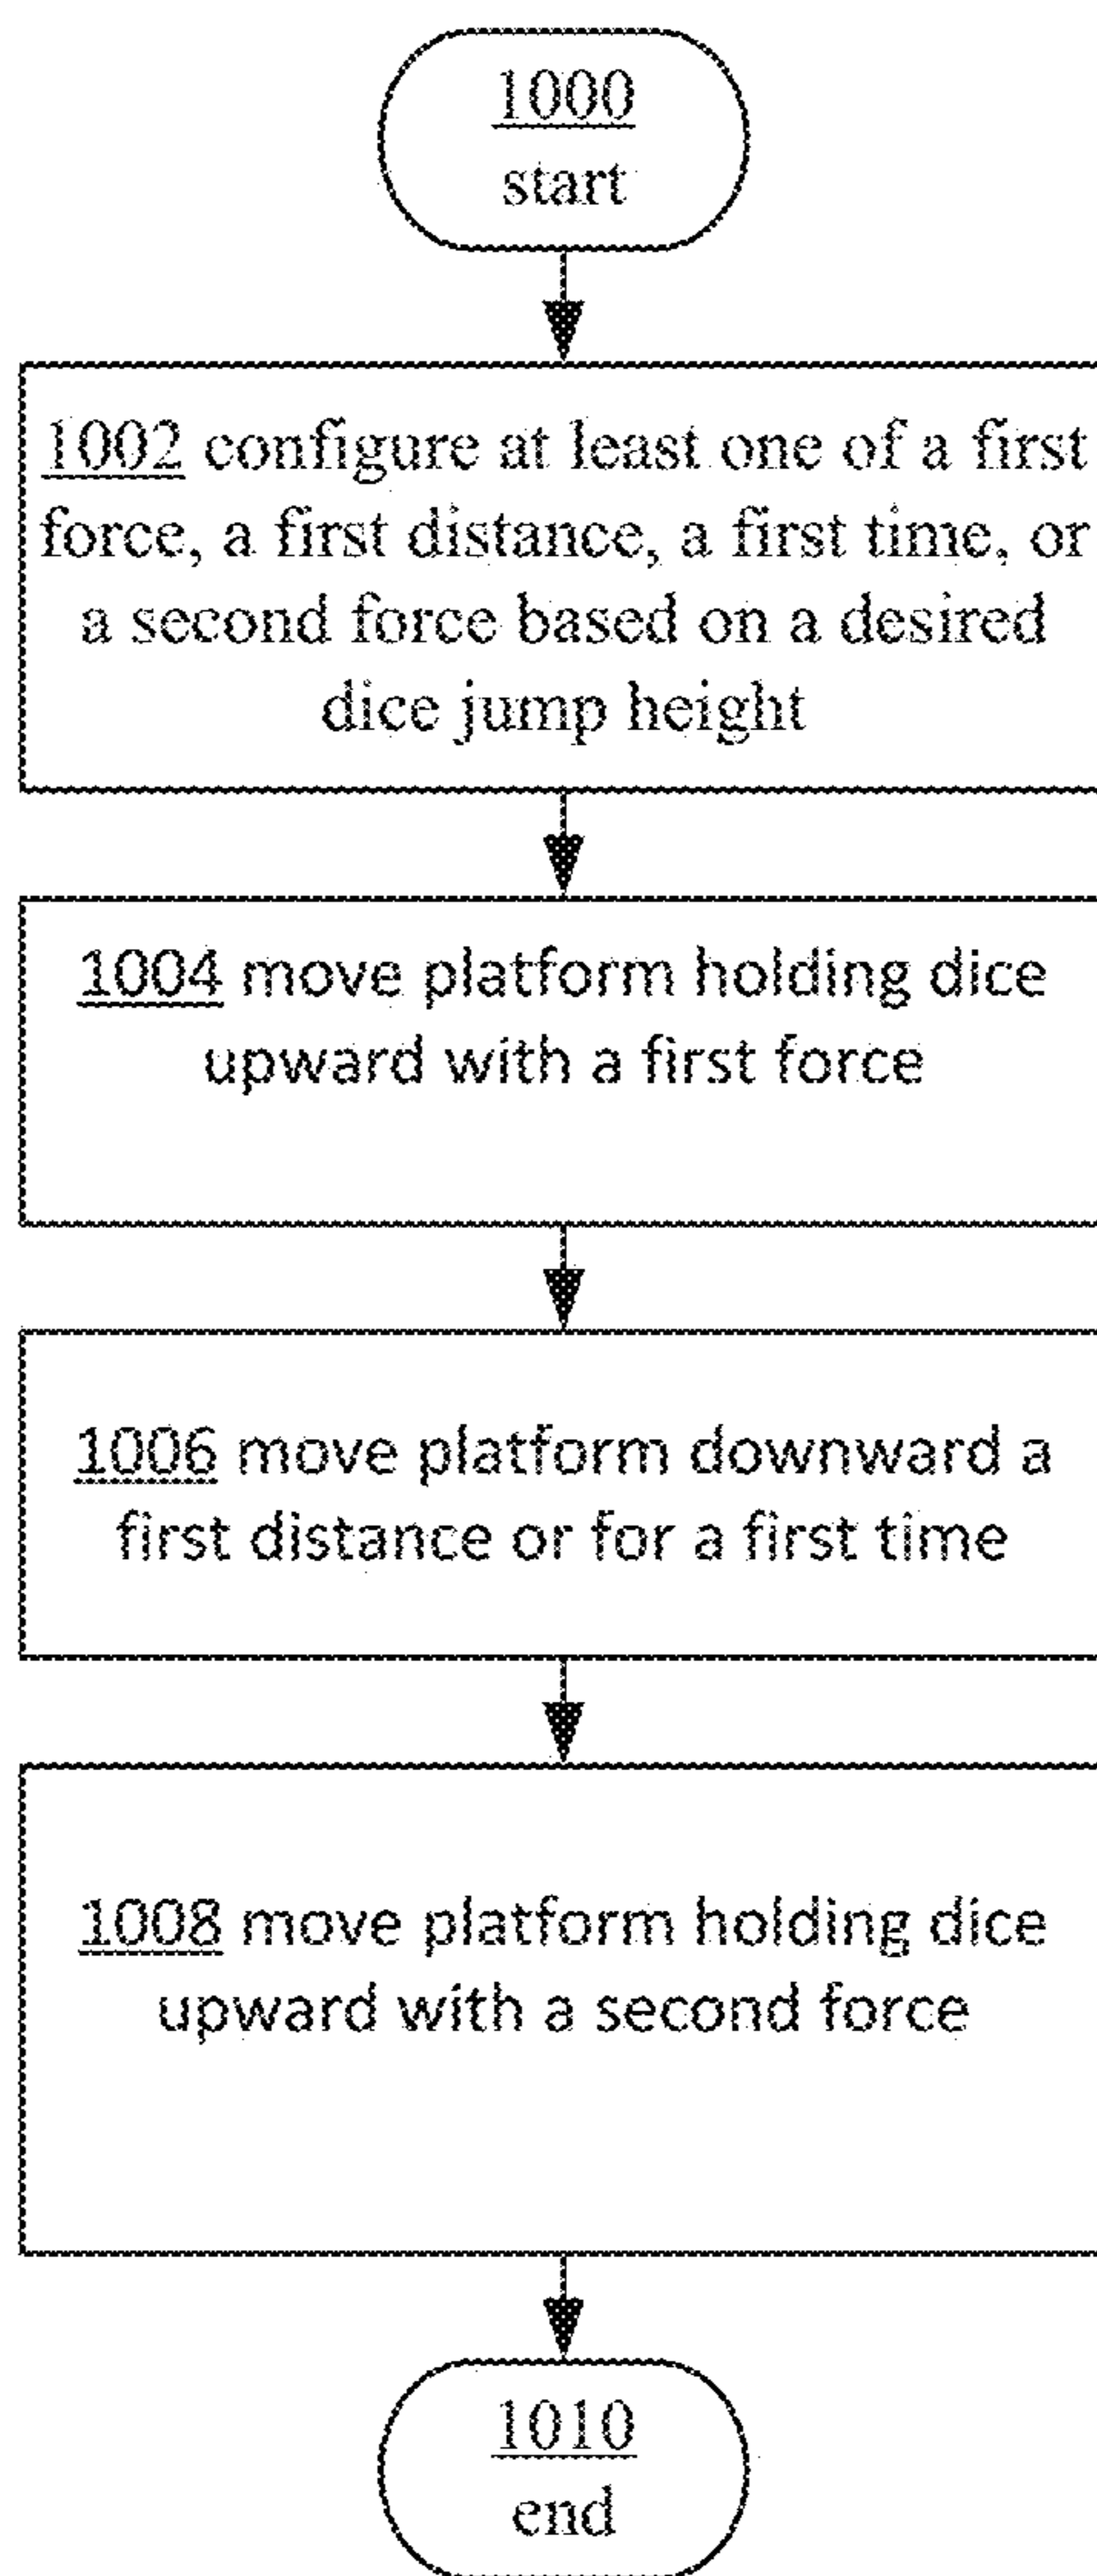 1000
start
1002 configure at least one of a first
force, a first distance, a first time, or
a second force based on a desired
dice jump height
1004 move platform holding dice
upward with a first force
1006 move platform downward a
first distance or for a first time
1008 move platform holding dice
upward with a second force
1010
end